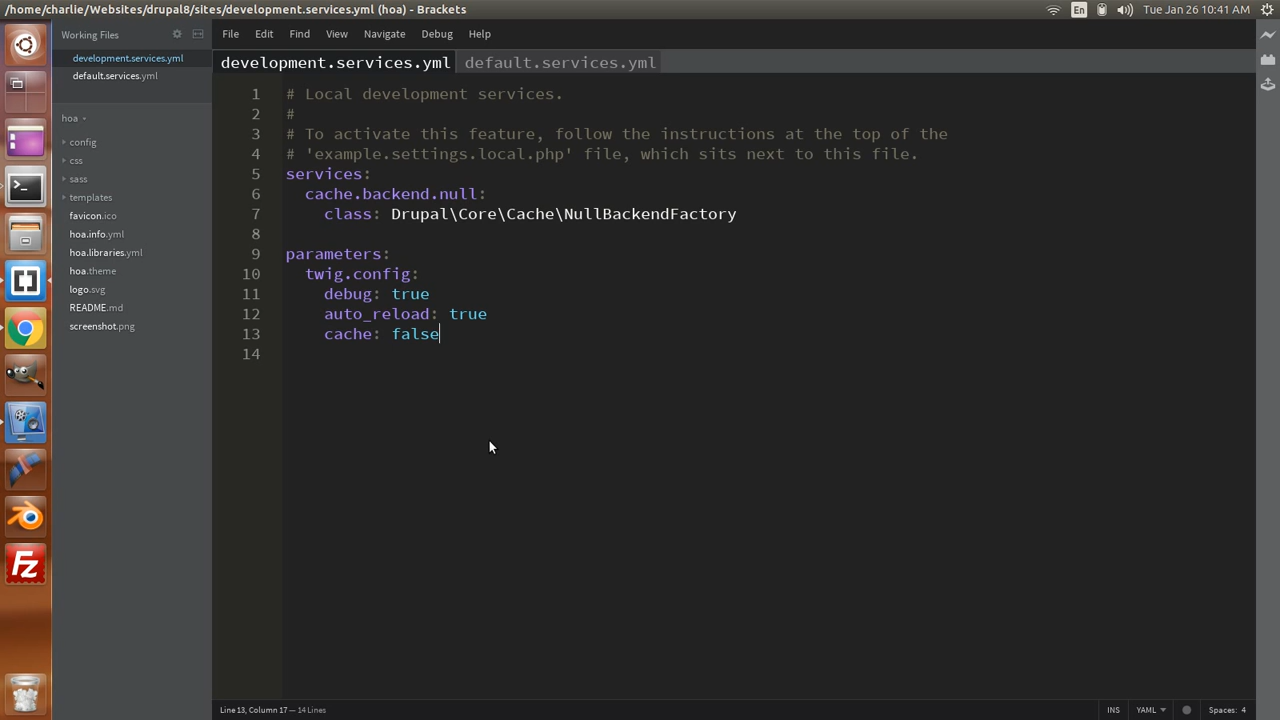 /home/charlie/Websites/drupal8/sites/development.services.yml (hoa) - Brackets
En
Tue Jan 26 10:41 AM
Working Files
development.services.yml
default.services.yml
hoa
config
css
sass
templates
favicon.ico
hoa.info.yml
hoa.libraries.yml
hoa.theme
logo.svg
README.md
screenshot.png
File Edit Find View Navigate Debug Help
development.services.yml default.services.yml
1 # Local development services.
2 #
3 # To activate this feature, follow the instructions at the top of the
4 # 'example.settings.local.php' file, which sits next to this file.
5 services:
6 cache.backend.null:
7 class: Drupal\Core\Cache\NullBackendFactory
8
9 parameters:
10 twig.config:
11 debug: true
12 auto_reload: true
13 cache: false
14
Line 13, Column 17 — 14 Lines
INS YAML Spaces: 4
Fz